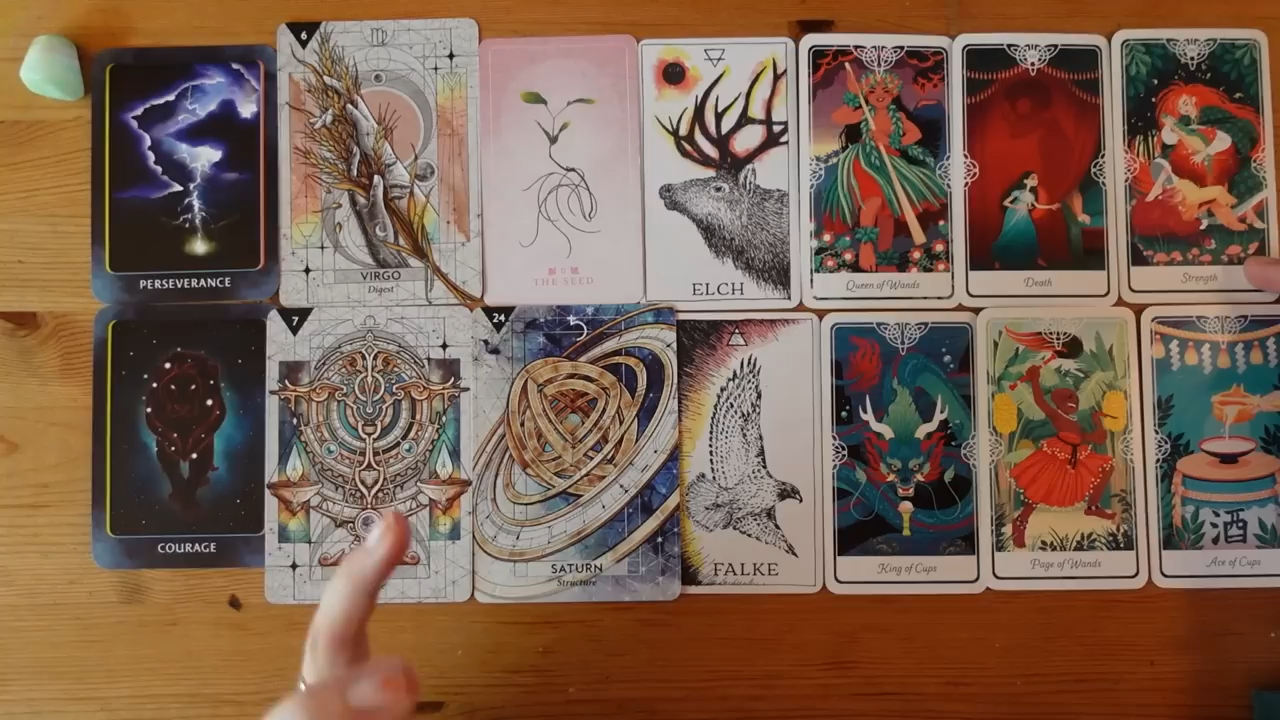 PERSEVERANCE
6
VIRGO
Digest
THE SEED
ELCH
Queen of Wands
Death
Strength
COURAGE
7
24
SATURN
Structure
FALKE
King of Cups
Page of Wands
酒
Ace of Cups